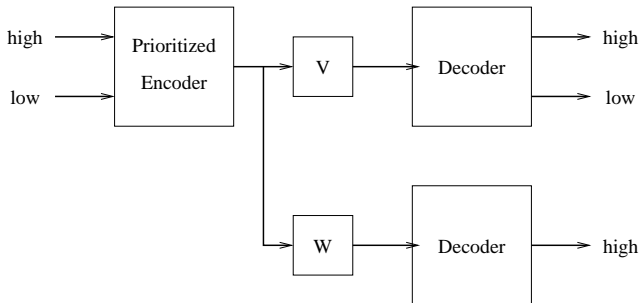 high
Prioritized
Encoder
low
V
Decoder
high
low
W
Decoder
high